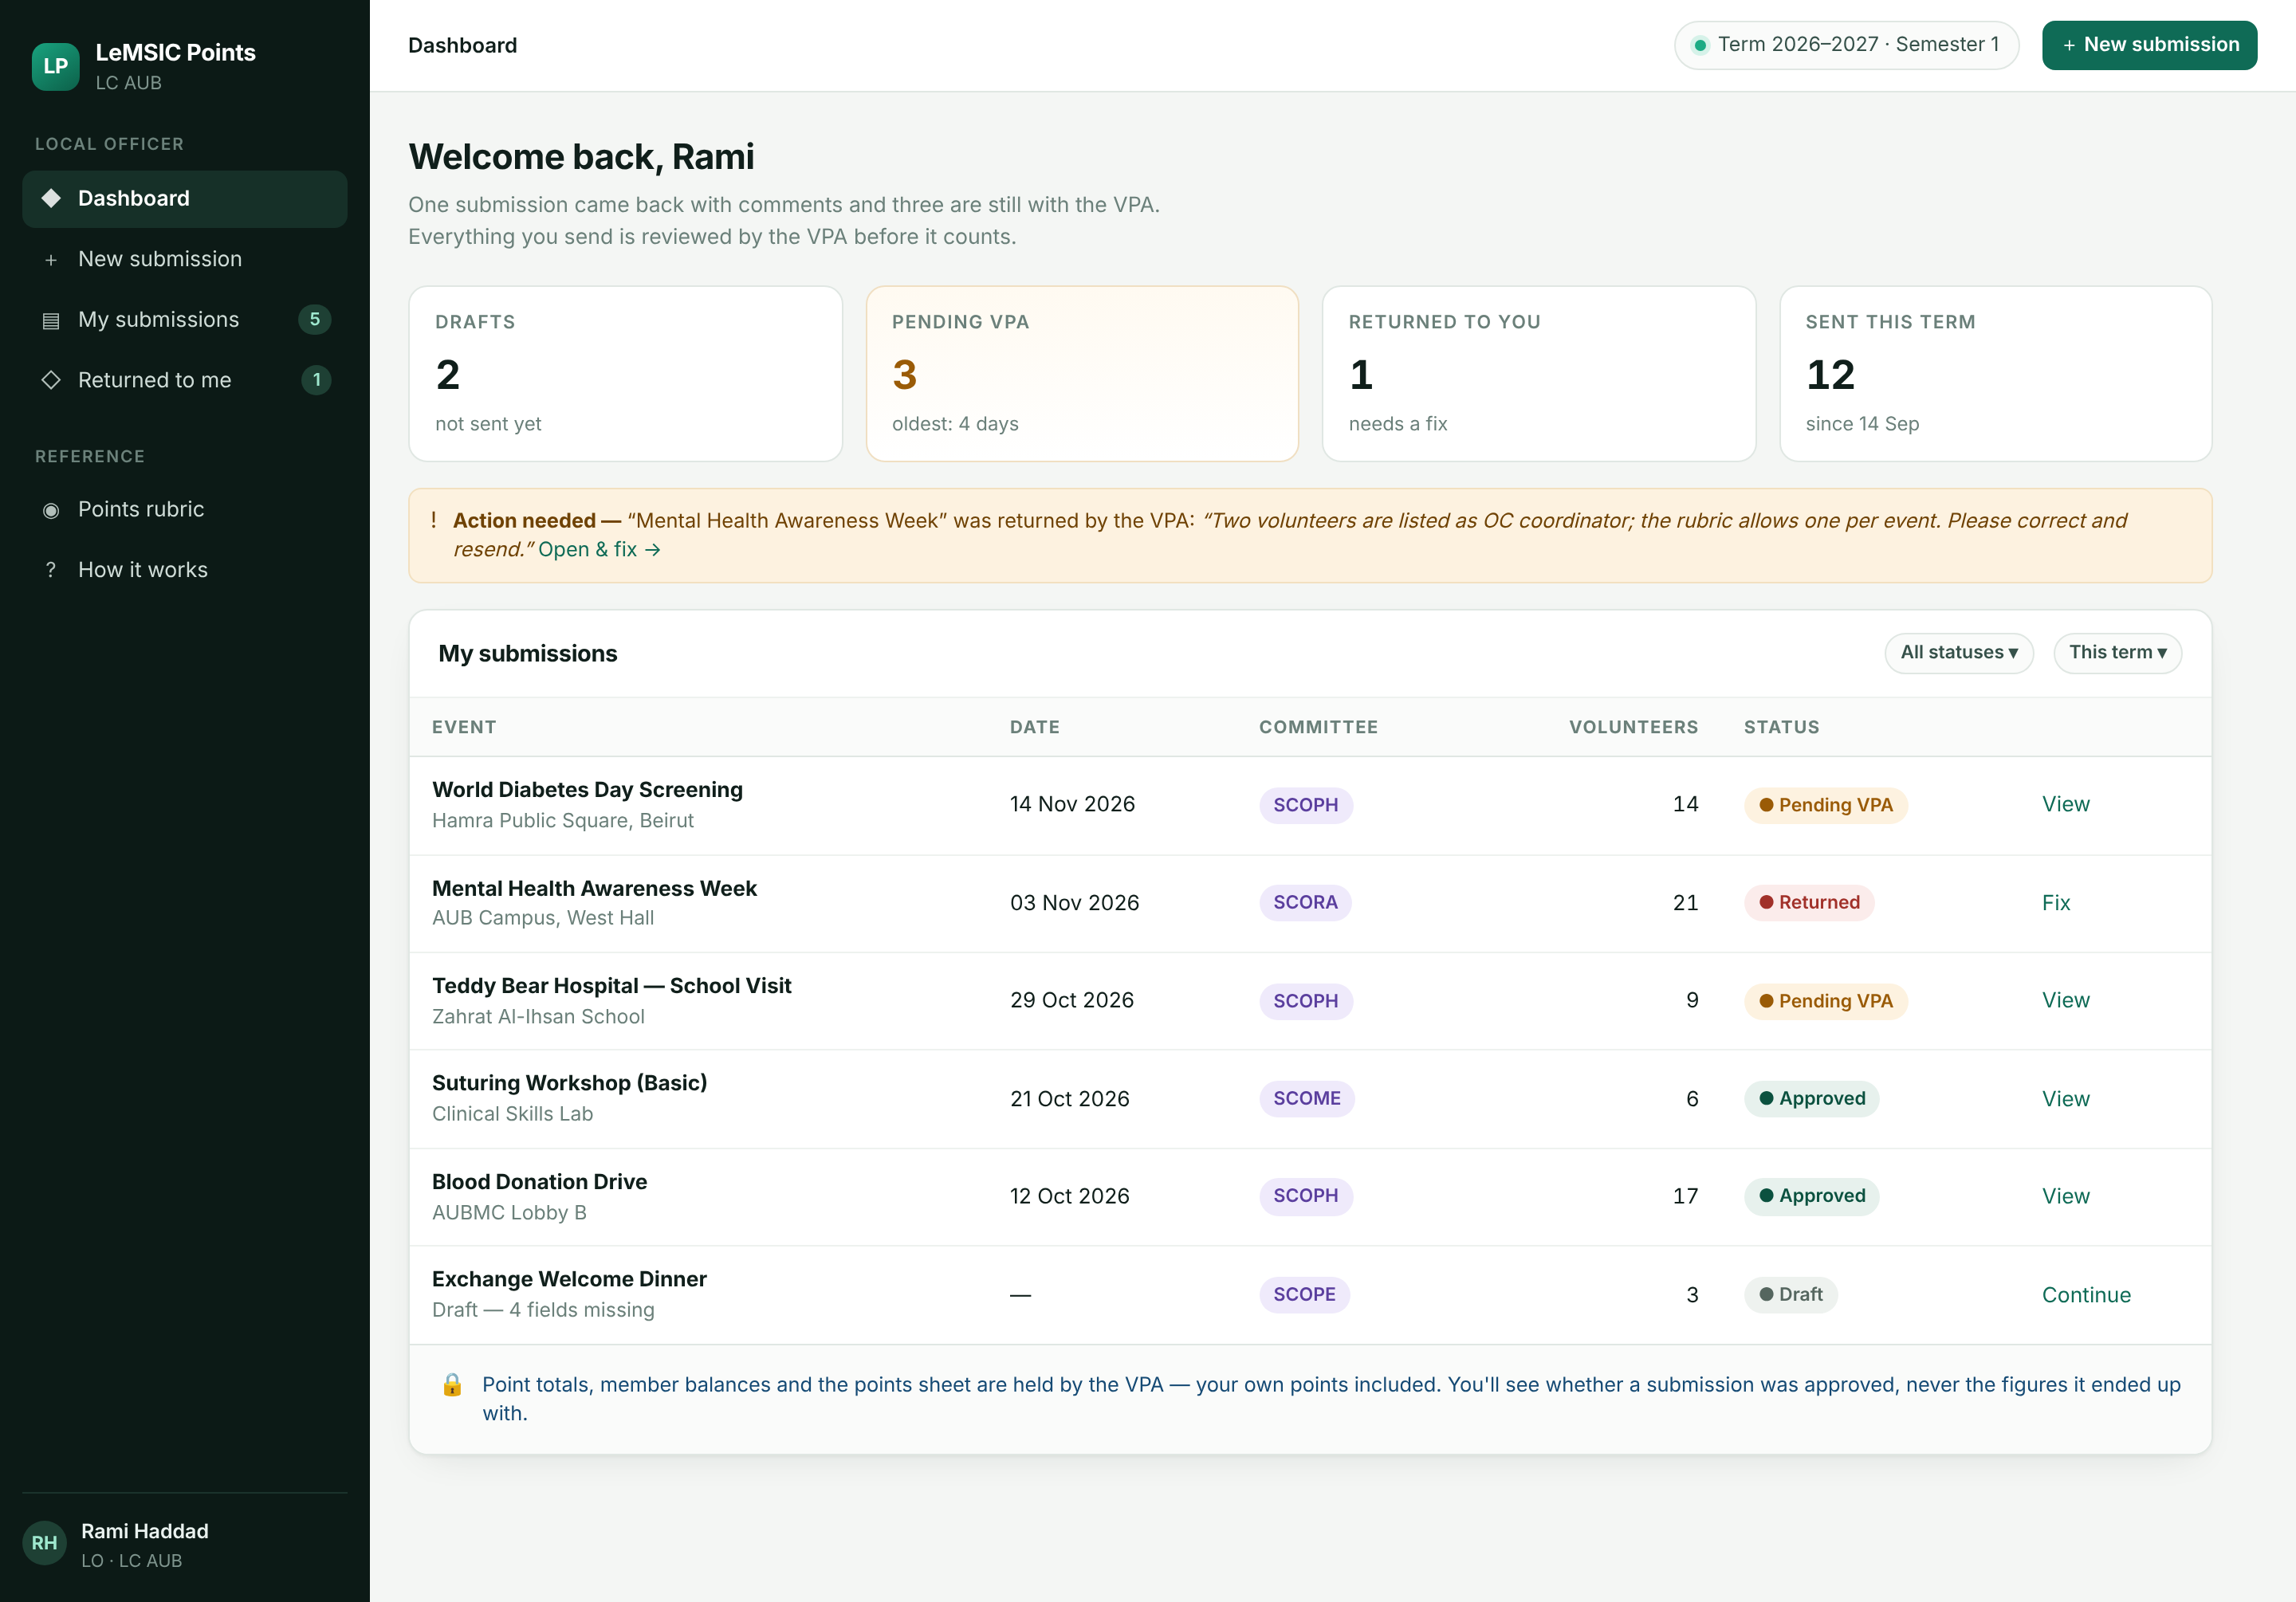 LP
LeMSIC Points
LC AUB
LOCAL OFFICER
Dashboard
+ New submission
My submissions 5
Returned to me 1
REFERENCE
Points rubric
? How it works
RH
Rami Haddad
LO · LC AUB
Dashboard
Term 2026–2027 · Semester 1
+ New submission
Welcome back, Rami
One submission came back with comments and three are still with the VPA.
Everything you send is reviewed by the VPA before it counts.
DRAFTS
2
not sent yet
PENDING VPA
3
oldest: 4 days
RETURNED TO YOU
1
needs a fix
SENT THIS TERM
12
since 14 Sep
! Action needed — “Mental Health Awareness Week” was returned by the VPA: “Two volunteers are listed as OC coordinator; the rubric allows one per event. Please correct and
resend.” Open & fix →
My submissions
All statuses ▾
This term ▾
EVENT DATE COMMITTEE VOLUNTEERS STATUS
World Diabetes Day Screening
Hamra Public Square, Beirut
14 Nov 2026 SCOPH 14 Pending VPA View
Mental Health Awareness Week
AUB Campus, West Hall
03 Nov 2026 SCORA 21 Returned Fix
Teddy Bear Hospital — School Visit
Zahrat Al-Ihsan School
29 Oct 2026 SCOPH 9 Pending VPA View
Suturing Workshop (Basic)
Clinical Skills Lab
21 Oct 2026 SCOME 6 Approved View
Blood Donation Drive
AUBMC Lobby B
12 Oct 2026 SCOPH 17 Approved View
Exchange Welcome Dinner
Draft — 4 fields missing
— SCOPE 3 Draft Continue
Point totals, member balances and the points sheet are held by the VPA — your own points included. You'll see whether a submission was approved, never the figures it ended up
with.